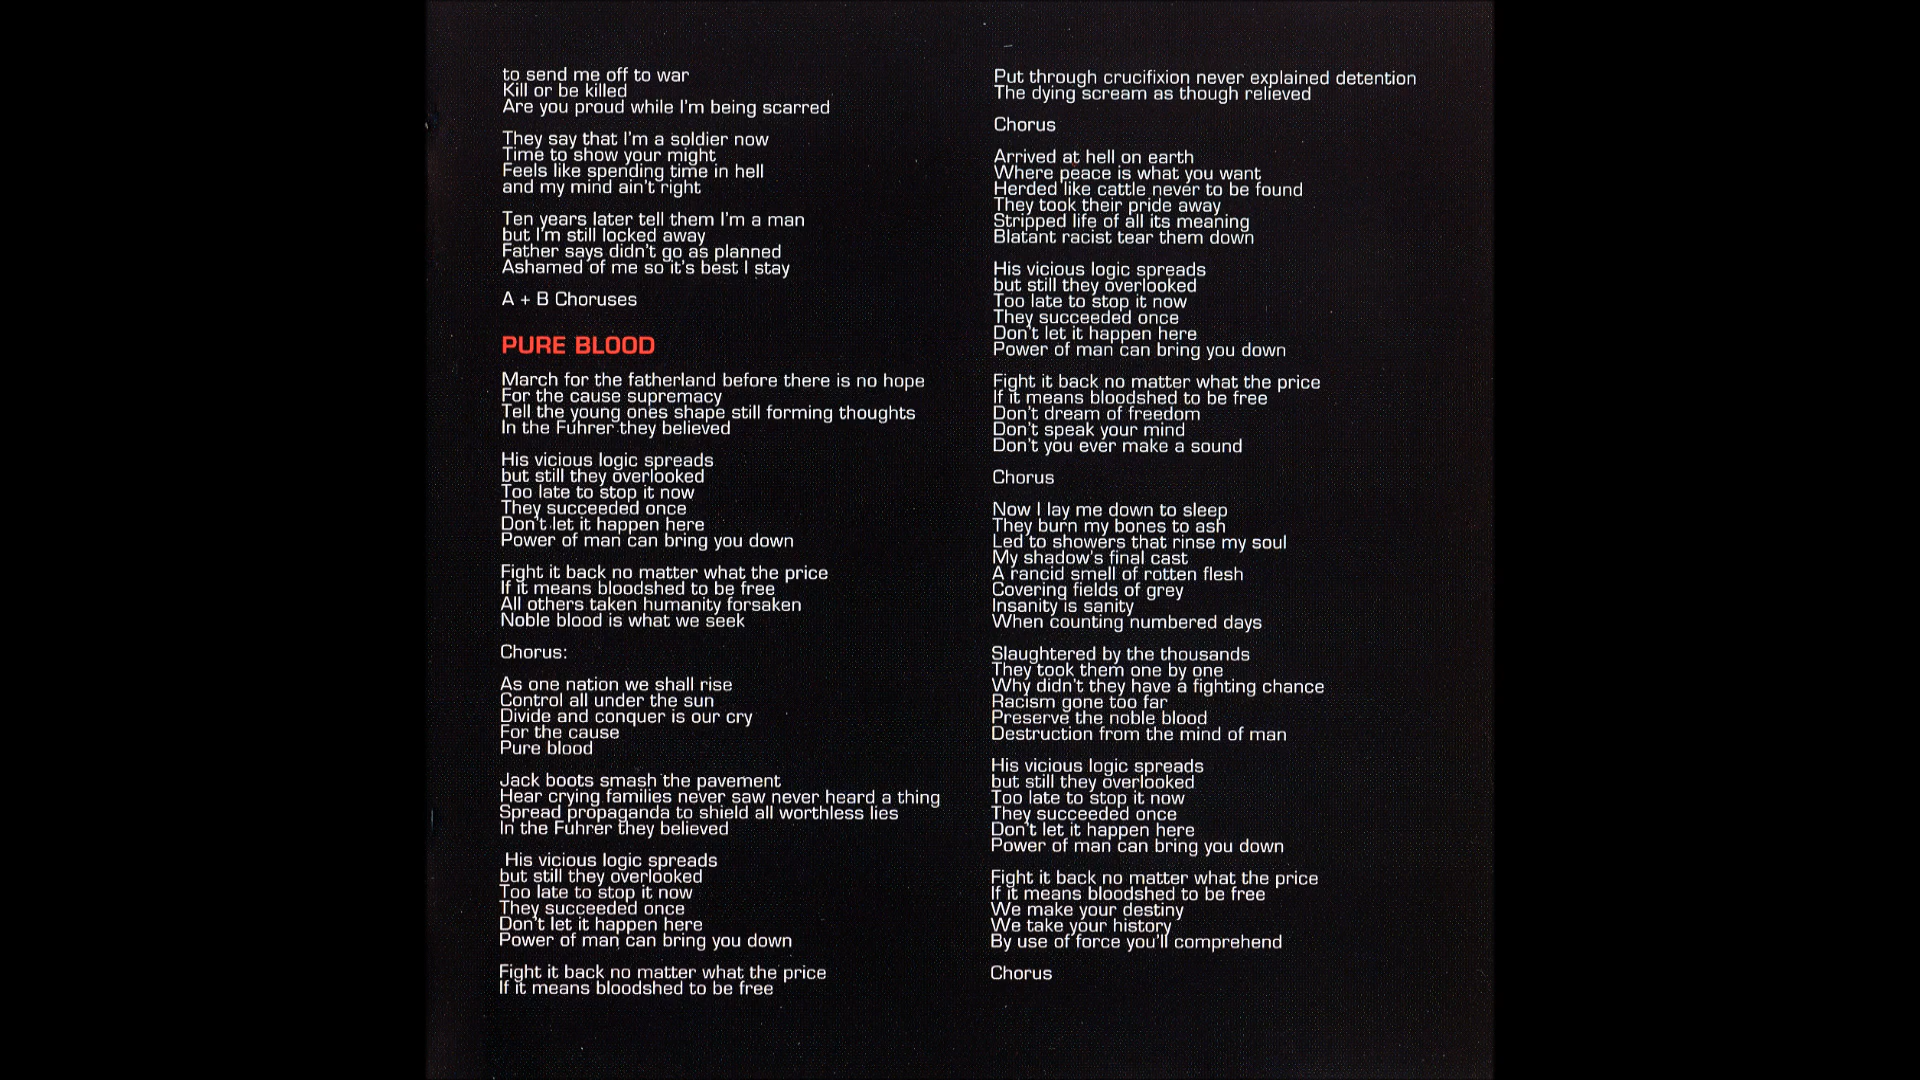 to send me off to war
Kill or be killed
Are you proud while I'm being scarred
They say that I'm a soldier now
Time to show your might
Feels like spending time in hell
and my mind ain't right
Ten years later tell them I'm a man
but I'm still locked away
Father says didn't go as planned
Ashamed of me so it's best I stay
A + B Choruses
PURE BLOOD
March for the fatherland before there is no hope
For the cause supremacy
Tell the young ones shape still forming thoughts
In the Fuhrer they believed
His vicious logic spreads
but still they overlooked
Too late to stop it now
They succeeded once
Don't let it happen here
Power of man can bring you down
Fight it back no matter what the price
If it means bloodshed to be free
All others taken humanity forsaken
Noble blood is what we seek
Chorus:
As one nation we shall rise
Control all under the sun
Divide and conquer is our cry
For the cause
Pure blood
Jack boots smash the pavement
Hear crying families never saw never heard a thing
Spread propaganda to shield all worthless lies
In the Fuhrer they believed
His vicious logic spreads
but still they overlooked
Too late to stop it now
They succeeded once
Don't let it happen here
Power of man can bring you down
Fight it back no matter what the price
If it means bloodshed to be free
Put through crucifixion never explained detention
The dying scream as though relieved
Chorus
Arrived at hell on earth
Where peace is what you want
Herded like cattle never to be found
They took their pride away
Stripped life of all its meaning
Blatant racist tear them down
His vicious logic spreads
but still they overlooked
Too late to stop it now
They succeeded once
Don't let it happen here
Power of man can bring you down
Fight it back no matter what the price
If it means bloodshed to be free
Don't dream of freedom
Don't speak your mind
Don't you ever make a sound
Chorus
Now I lay me down to sleep
They burn my bones to ash
Led to showers that rinse my soul
My shadow's final cast
A rancid smell of rotten flesh
Covering fields of grey
Insanity is sanity
When counting numbered days
Slaughtered by the thousands
They took them one by one
Why didn't they have a fighting chance
Racism gone too far
Preserve the noble blood
Destruction from the mind of man
His vicious logic spreads
but still they overlooked
Too late to stop it now
They succeeded once
Don't let it happen here
Power of man can bring you down
Fight it back no matter what the price
If it means bloodshed to be free
We make your destiny
We take your history
By use of force you'll comprehend
Chorus